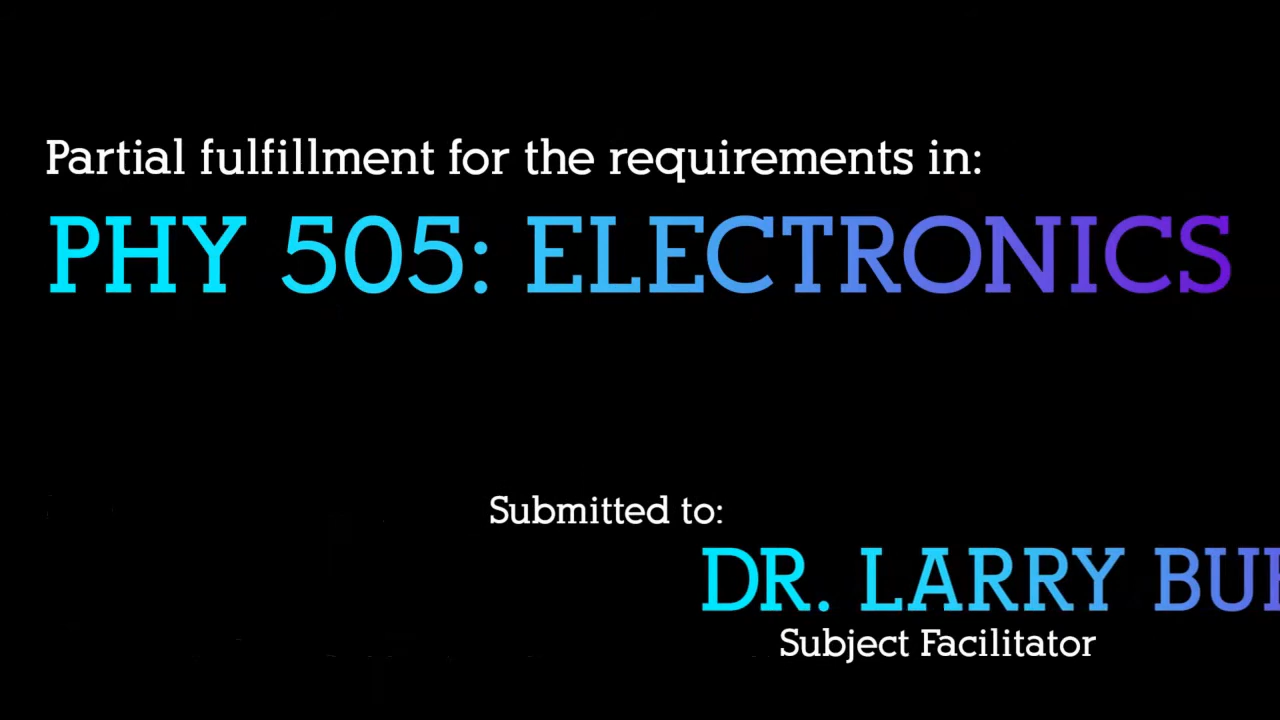 Partial fulfillment for the requirements in:
PHY 505: ELECTRONICS
Submitted to:
DR. LARRY
Subject Facilitator